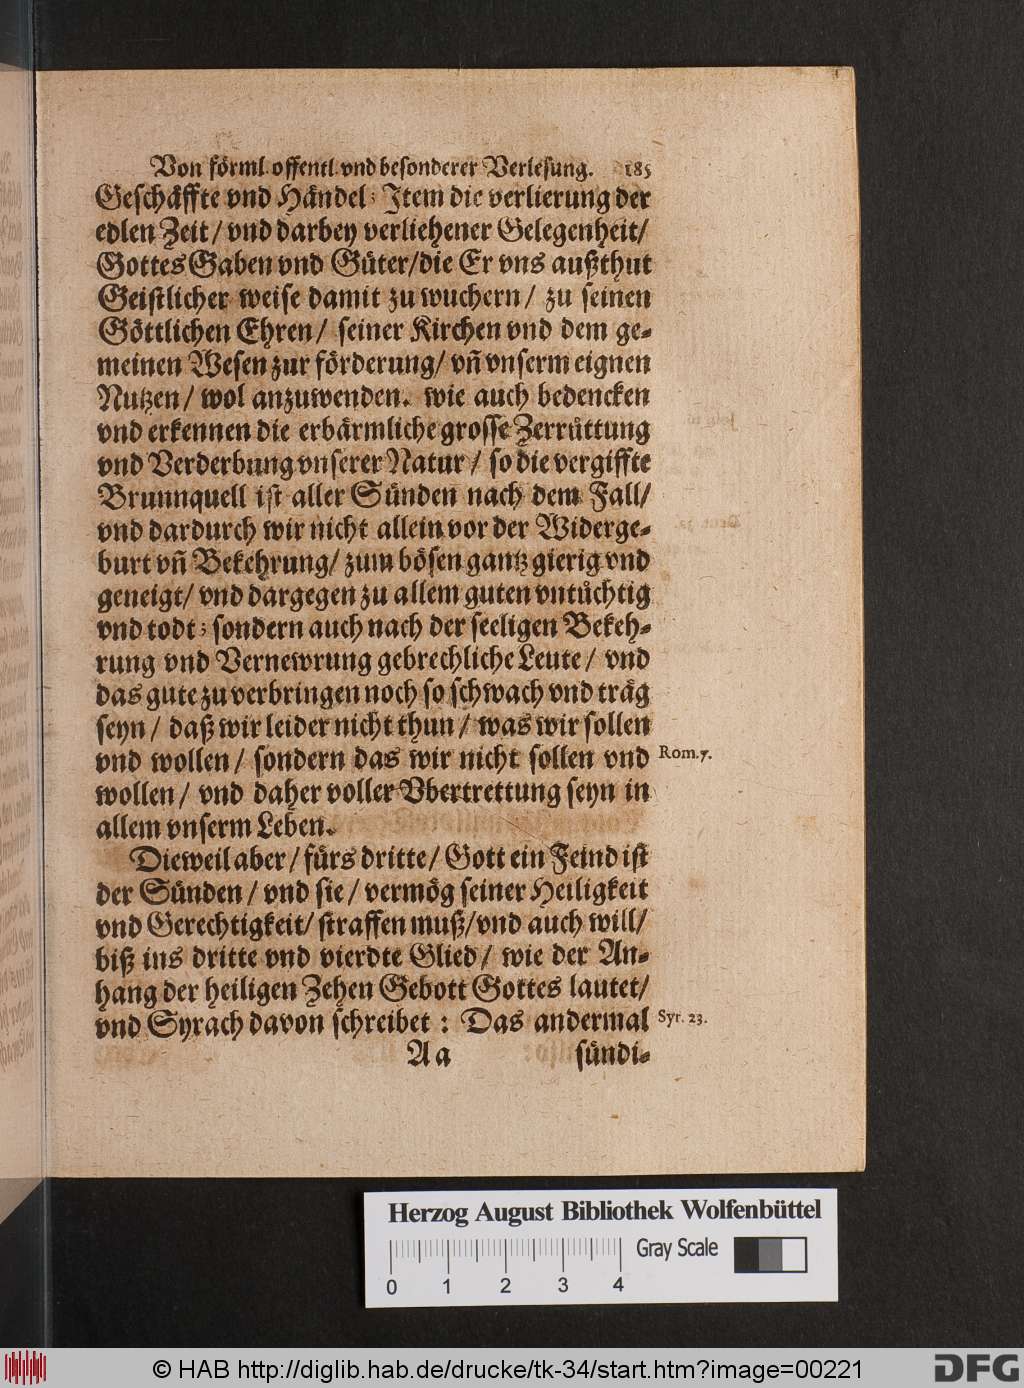 Von förml. offentl. vnd besonderer Verlesung. 185
Geschäffte vnd Händel; Item die verlierung der
edlen Zeit / vnd darbey verliehener Gelegenheit /
Gottes Gaben vnd Güter / die Er vns außthut
Geistlicher weise damit zu wuchern / zu seinen
Göttlichen Ehren / seiner Kirchen vnd dem ge-
meinen Wesen zur förderung / vñ vnserm eignen
Nutzen / wol anzuwenden. wie auch bedencken
vnd erkennen die erbärmliche grosse Zerrüttung
vnd Verderbung vnserer Natur / so die vergiffte
Brunnquell ist aller Sünden nach dem Fall /
vnd dardurch wir nicht allein vor der Widerge-
burt vñ Bekehrung / zum bösen gantz gierig vnd
geneigt / vnd dargegen zu allem guten vntüchtig
vnd todt; sondern auch nach der seeligen Bekeh-
rung vnd Vernewrung gebrechliche Leute / vnd
das gute zu verbringen noch so schwach vnd träg
seyn / daß wir leider nicht thun / was wir sollen
vnd wollen / sondern das wir nicht sollen vnd Rom. 7.
wollen / vnd daher voller Vbertrettung seyn in
allem vnserm Leben.
Dieweil aber / fürs dritte / Gott ein Feind ist
der Sünden / vnd sie / vermög seiner Heiligkeit
vnd Gerechtigkeit / straffen muß / vnd auch will /
biß ins dritte vnd vierdte Glied / wie der An-
hang der heiligen Zehen Gebott Gottes lautet /
vnd Syrach davon schreibet : Das andermal Syr. 23.
Aa sündi-
Herzog August Bibliothek Wolfenbüttel
Gray Scale
0 1 2 3 4
© HAB http://diglib.hab.de/drucke/tk-34/start.htm?image=00221
DFG